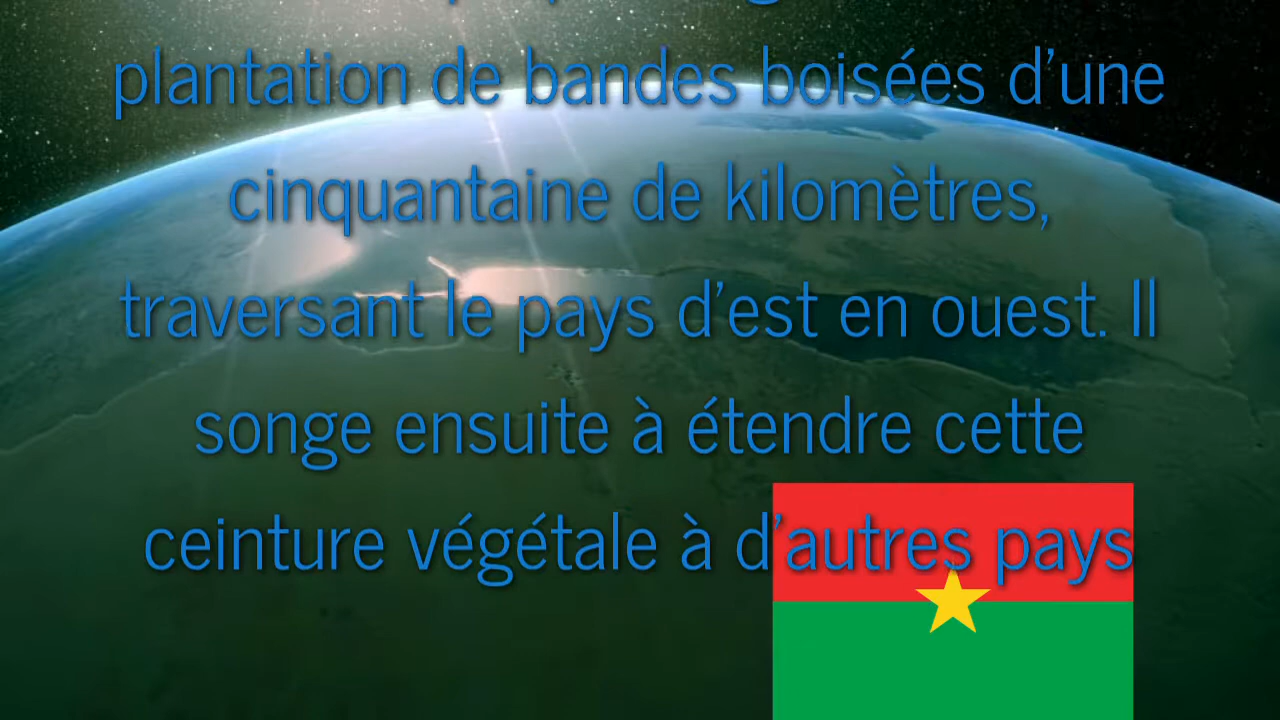 plantation de bandes boisées d’une
cinquantaine de kilomètres,
traversant le pays d’est en ouest. Il
songe ensuite à étendre cette
ceinture végétale à d’autres pays